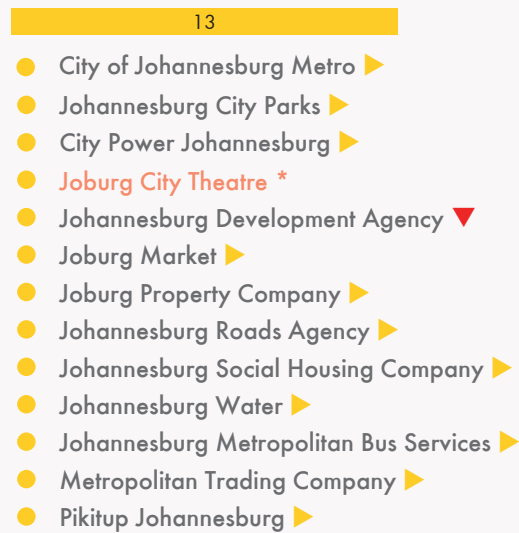 13
City of Johannesburg Metro
Johannesburg City Parks
City Power Johannesburg
Joburg City Theatre *
Johannesburg Development Agency
Joburg Market
Joburg Property Company
Johannesburg Roads Agency
Johannesburg Social Housing Company
Johannesburg Water
Johannesburg Metropolitan Bus Services
Metropolitan Trading Company
Pikitup Johannesburg